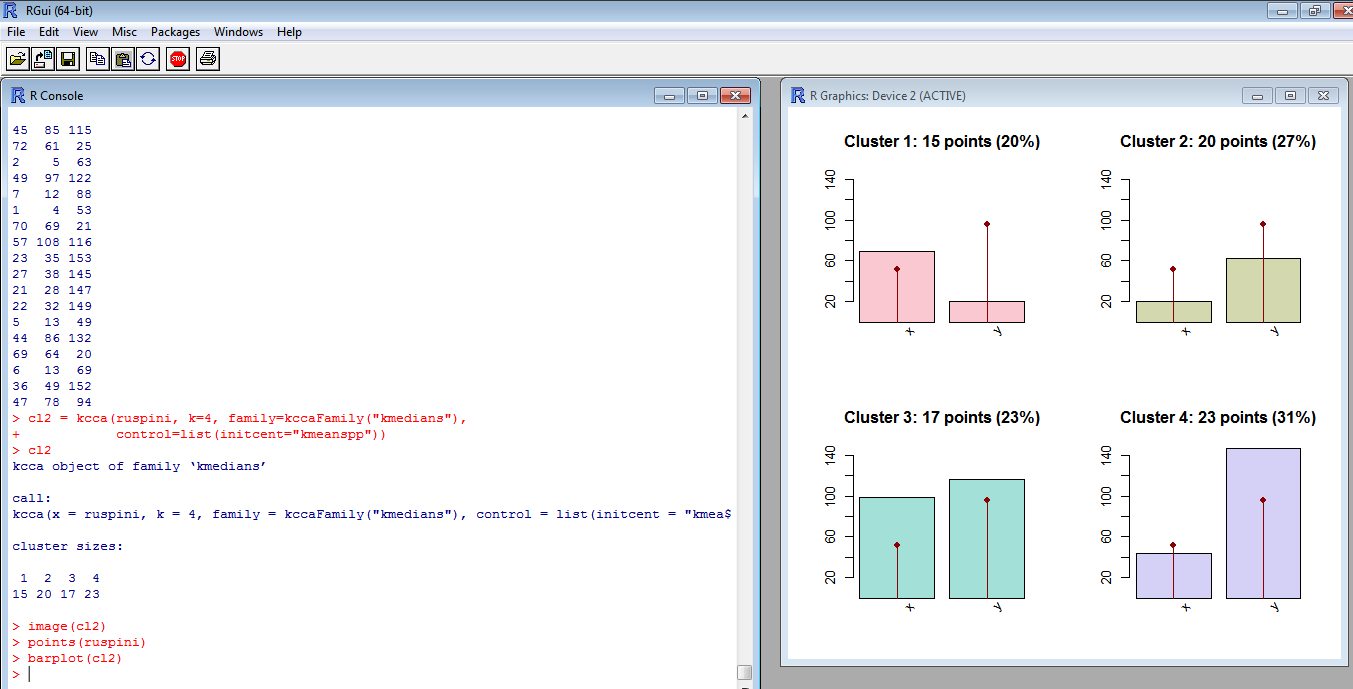 RGui (64-bit)
File Edit View Misc Packages Windows Help
STOP
R Console
45 85 115
72 61 25
2 5 63
49 97 122
7 12 88
1 4 53
70 69 21
57 108 116
23 35 153
27 38 145
21 28 147
22 32 149
5 13 49
44 86 132
69 64 20
6 13 69
36 49 152
47 78 94
> cl2 = kcca(ruspini, k=4, family=kccaFamily("kmedians"),
+ control=list(initcent="kmeanspp"))
> cl2
kcca object of family ‘kmedians’
call:
kcca(x = ruspini, k = 4, family = kccaFamily("kmedians"), control = list(initcent = "kmea$
cluster sizes:
1 2 3 4
15 20 17 23
> image(cl2)
> points(ruspini)
> barplot(cl2)
>
R Graphics: Device 2 (ACTIVE)
Cluster 1: 15 points (20%)
140
100
60
20
x y
Cluster 2: 20 points (27%)
140
100
60
20
x y
Cluster 3: 17 points (23%)
140
100
60
20
x y
Cluster 4: 23 points (31%)
140
100
60
20
x y